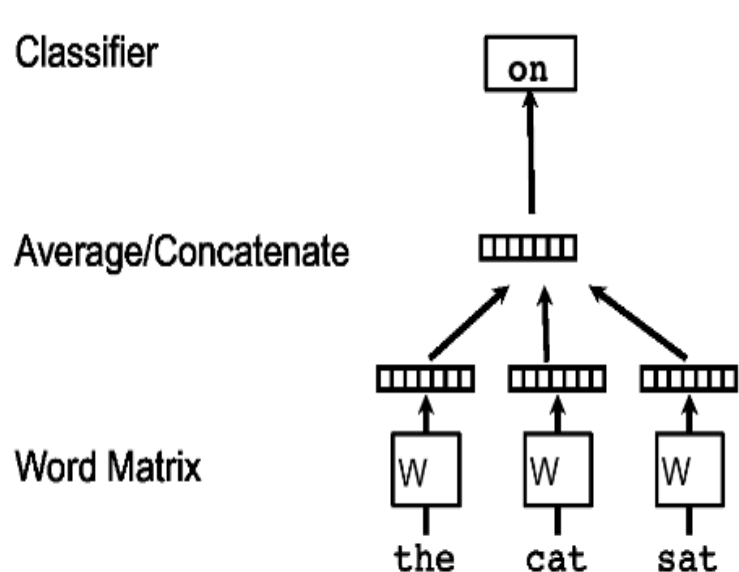 Classifier
on
Average/Concatenate
Word Matrix
W W W
the cat sat